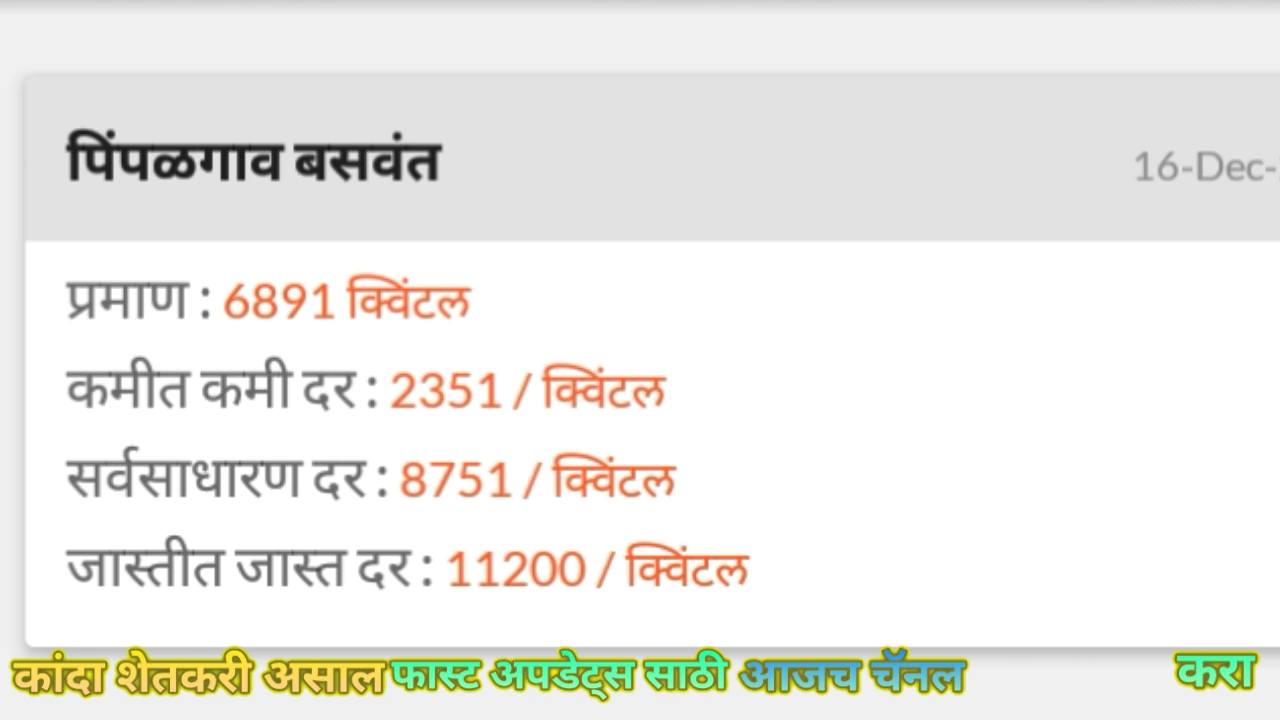 पिंपळगाव बसवंत 16-Dec-
प्रमाण : 6891 क्विंटल
कमीत कमी दर : 2351 / क्विंटल
सर्वसाधारण दर : 8751 / क्विंटल
जास्तीत जास्त दर : 11200 / क्विंटल
कांदा शेतकरी असाल फास्ट अपडेट्स साठी आजच चॅनल करा